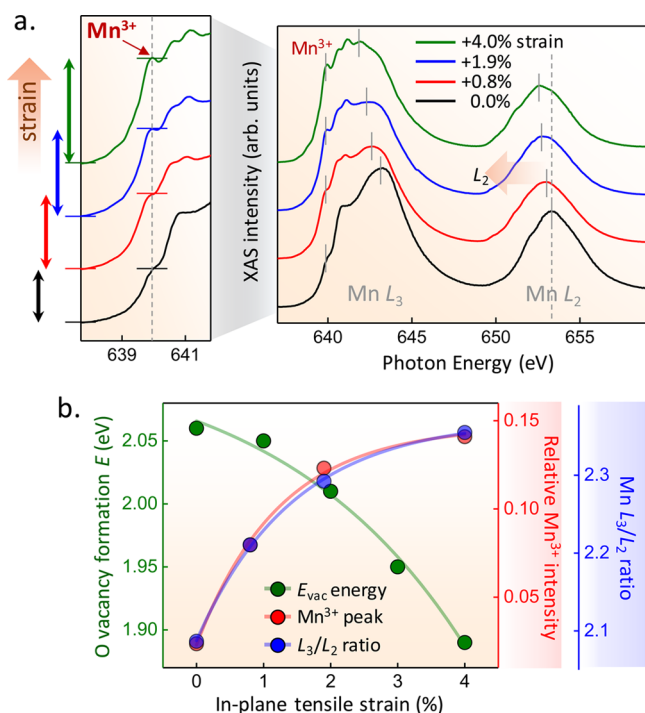 a.
Mn³⁺
strain
639 641
XAS intensity (arb. units)
Mn³⁺
+4.0% strain
+1.9%
+0.8%
0.0%
L₂
Mn L₃
Mn L₂
640 645 650 655
Photon Energy (eV)
b.
O vacancy formation E (eV)
2.05
2.00
1.95
1.90
Eᵥₐc energy
Mn³⁺ peak
L₃/L₂ ratio
0 1 2 3 4
In-plane tensile strain (%)
0.15
0.10
0.05
Relative Mn³⁺ intensity
2.3
2.2
2.1
Mn L₃/L₂ ratio